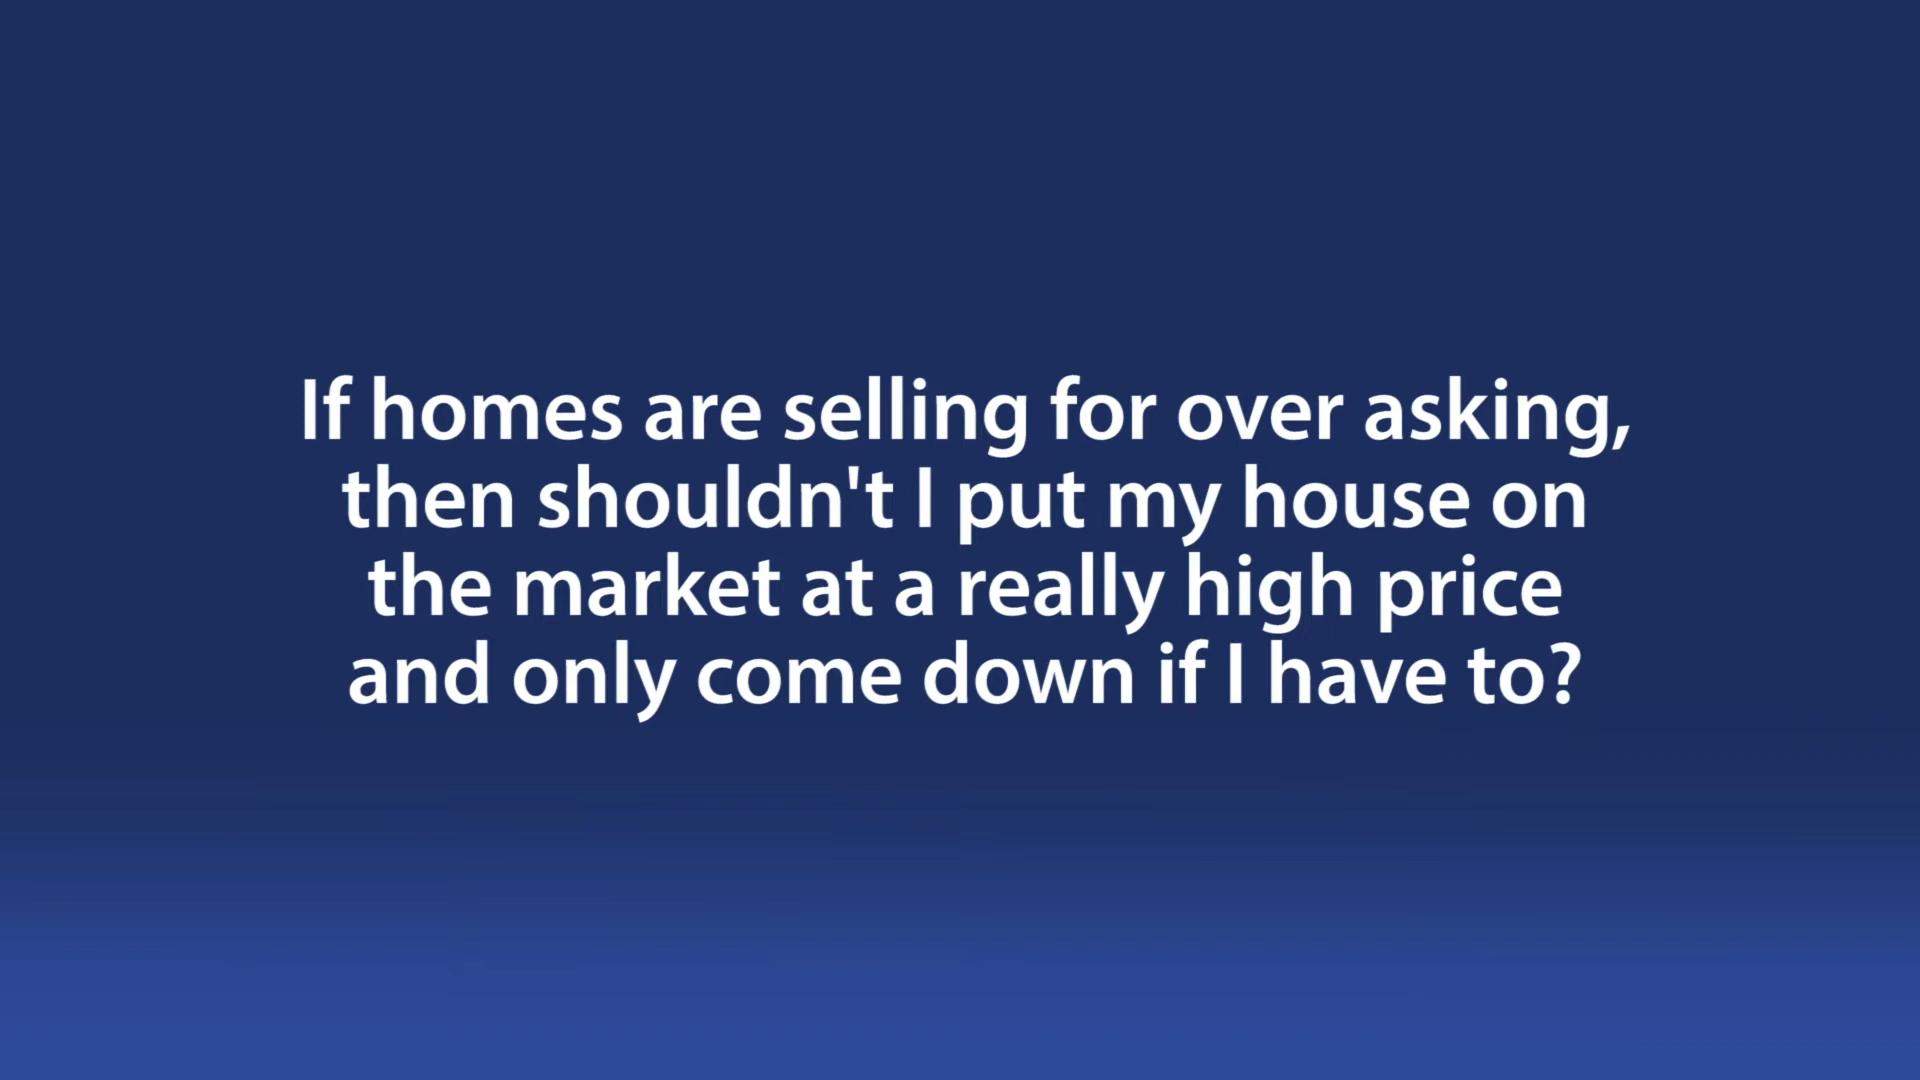 If homes are selling for over asking,
then shouldn't I put my house on
the market at a really high price
and only come down if I have to?